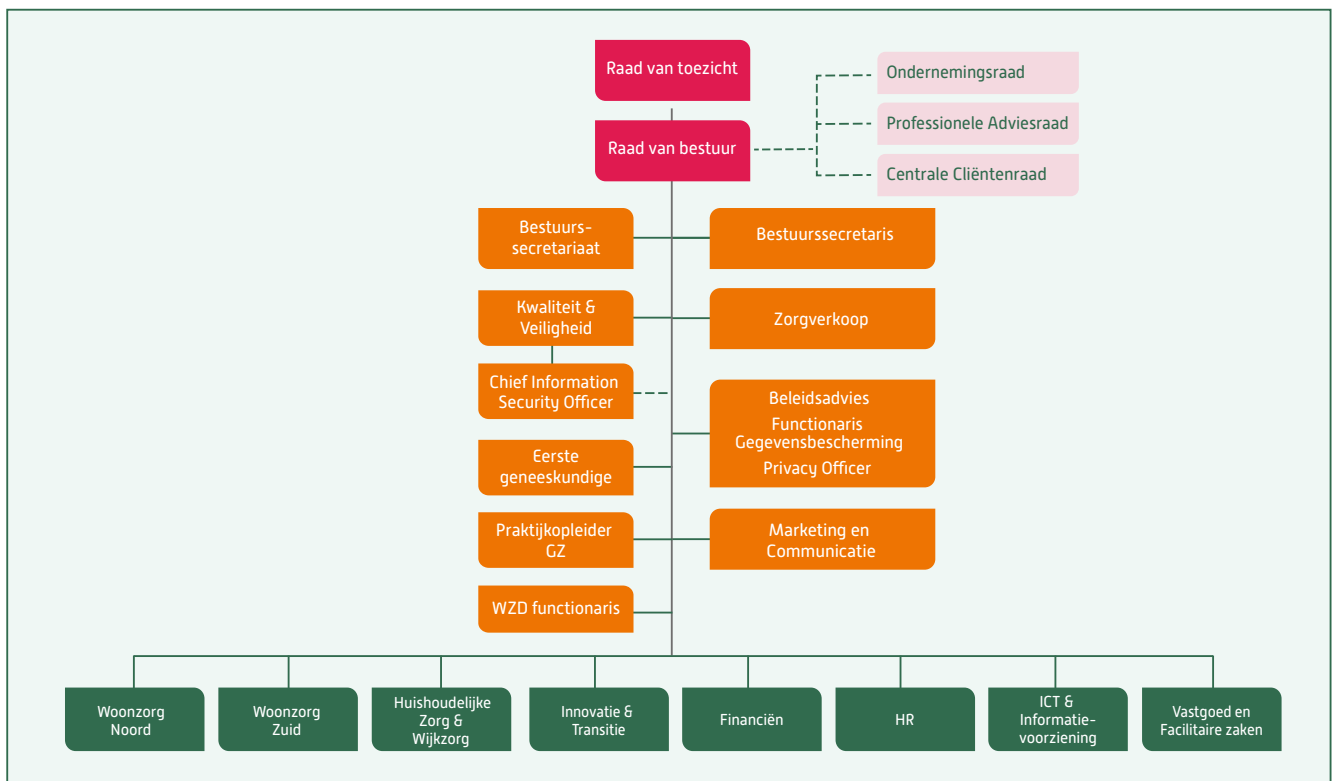 Raad van toezicht
Ondernemingsraad
Professionele Adviesraad
Raad van bestuur
Centrale Cliëntenraad
Bestuurs-
secretariaat
Bestuurssecretaris
Kwaliteit &
Veiligheid
Zorgverkoop
Chief Information
Security Officer
Beleidsadvies
Functionaris
Gegevensbescherming
Privacy Officer
Eerste
geneeskundige
Praktijkopleider
GZ
Marketing en
Communicatie
WZD functionaris
Woonzorg
Noord
Woonzorg
Zuid
Huishoudelijke
Zorg &
Wijkzorg
Innovatie &
Transitie
Financiën
HR
ICT &
Informatie-
voorziening
Vastgoed en
Facilitaire zaken